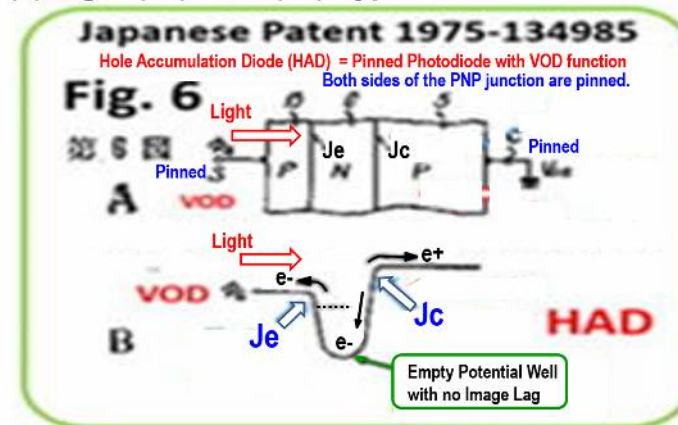 Japanese Patent 1975-134985
Hole Accumulation Diode (HAD) = Pinned Photodiode with VOD function
Both sides of the PNP junction are pinned.
Fig. 6
Light
Je
Jc
Pinned
Pinned
P
N
P
A
VOD
Light
e-
e+
VOD
Je
Jc
HAD
B
e-
Empty Potential Well
with no Image Lag